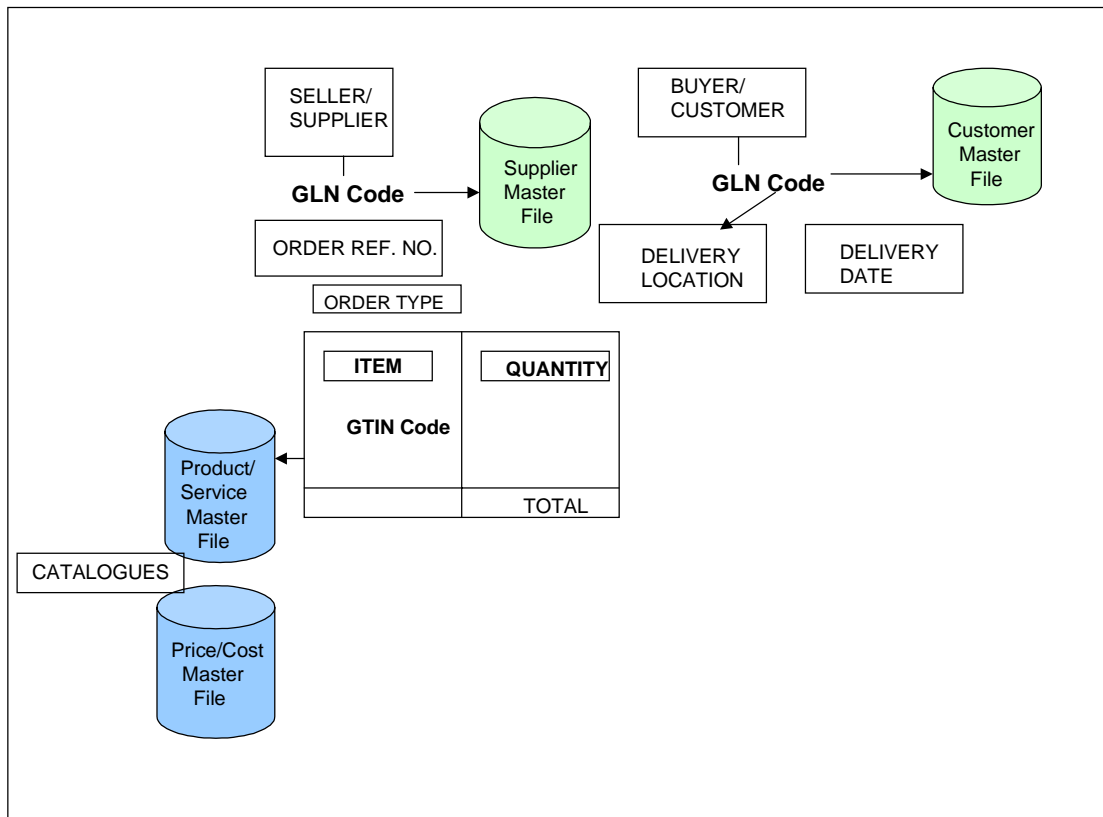 SELLER/
SUPPLIER
BUYER/
CUSTOMER
Supplier
Master
File
Customer
Master
File
GLN Code
GLN Code
ORDER REF. NO.
DELIVERY
LOCATION
DELIVERY
DATE
ORDER TYPE
ITEM
QUANTITY
GTIN Code
TOTAL
Product/
Service
Master
File
CATALOGUES
Price/Cost
Master
File